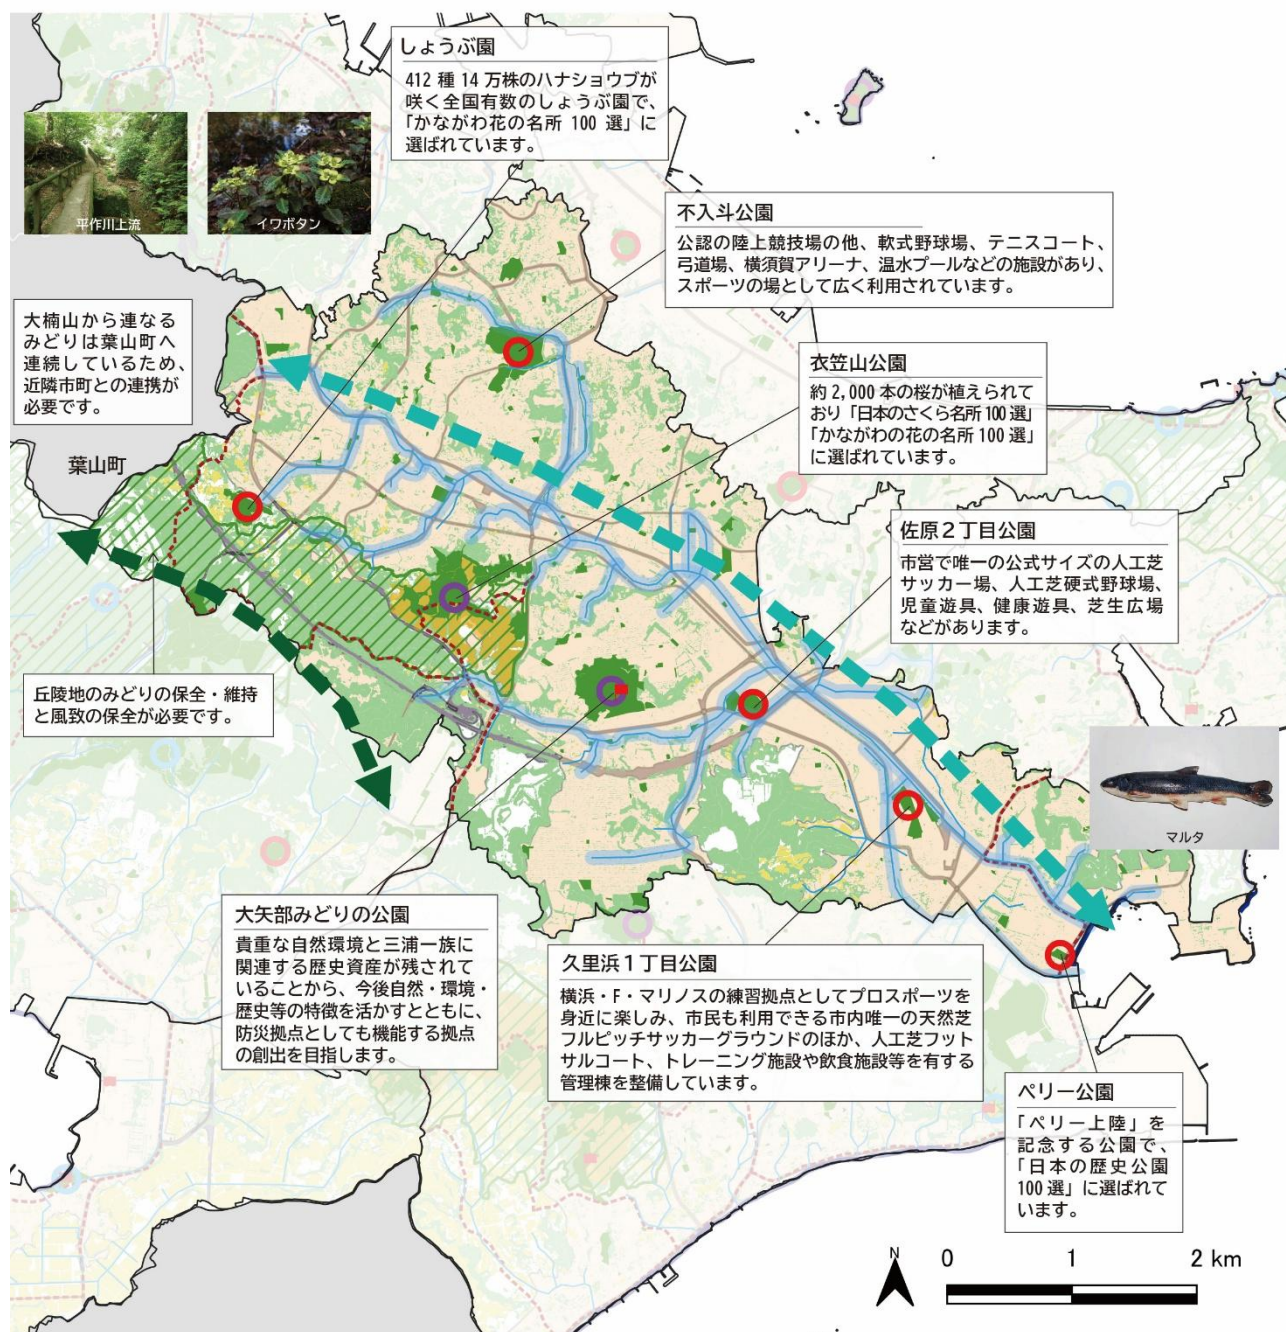 しょうぶ園
412 種 14 万株のハナショウブが
咲く全国有数のしょうぶ園で、
「かながわ花の名所 100 選」に
選ばれています。
平作川上流
イワボタン
不入斗公園
公認の陸上競技場の他、軟式野球場、テニスコート、
弓道場、横須賀アリーナ、温水プールなどの施設があり、
スポーツの場として広く利用されています。
大楠山から連なる
みどりは葉山町へ
連続しているため、
近隣市町との連携が
必要です。
衣笠山公園
約 2,000 本の桜が植えられて
おり「日本のさくら名所 100 選」
「かながわの花の名所 100 選」
に選ばれています。
葉山町
佐原２丁目公園
市営で唯一の公式サイズの人工芝
サッカー場、人工芝硬式野球場、
児童遊具、健康遊具、芝生広場
などがあります。
丘陵地のみどりの保全・維持
と風致の保全が必要です。
マルタ
大矢部みどりの公園
貴重な自然環境と三浦一族に
関連する歴史資産が残されて
いることから、今後自然・環境・
歴史等の特徴を活かすとともに、
防災拠点としても機能する拠点
の創出を目指します。
久里浜１丁目公園
横浜・F・マリノスの練習拠点としてプロスポーツを
身近に楽しみ、市民も利用できる市内唯一の天然芝
フルピッチサッカーグラウンドのほか、人工芝フット
サルコート、トレーニング施設や飲食施設等を有する
管理棟を整備しています。
ペリー公園
「ペリー上陸」を
記念する公園で、
「日本の歴史公園
100 選」に選ばれて
います。
N
0 1 2 km